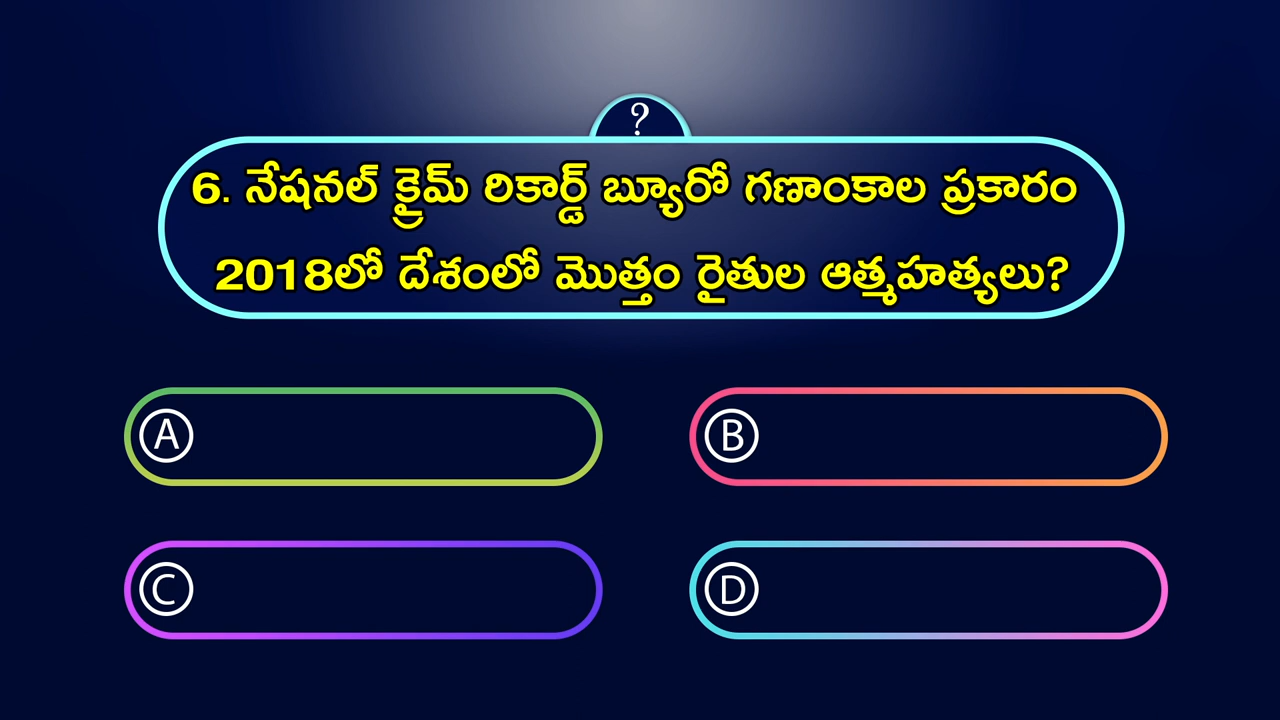 ?
6. నేషనల్ క్రైమ్ రికార్డ్ బ్యూరో గణాంకాల ప్రకారం
2018లో దేశంలో మొత్తం రైతుల ఆత్మహత్యలు?
A
B
C
D